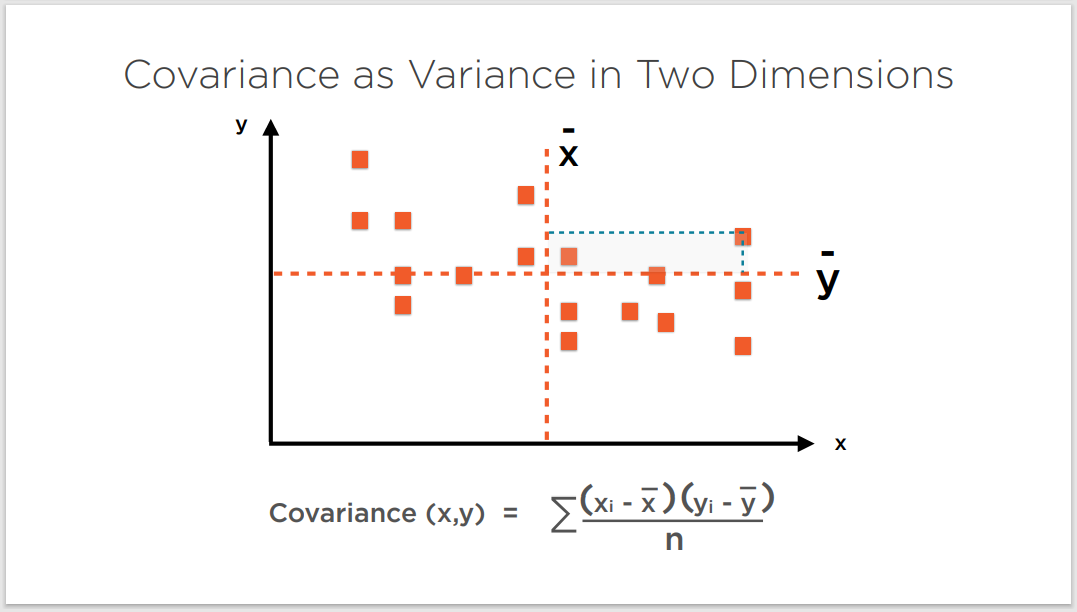 Covariance as Variance in Two Dimensions
y
x̄
ȳ
x
Covariance (x,y) = ∑ (xᵢ - x̄)(yᵢ - ȳ)
n